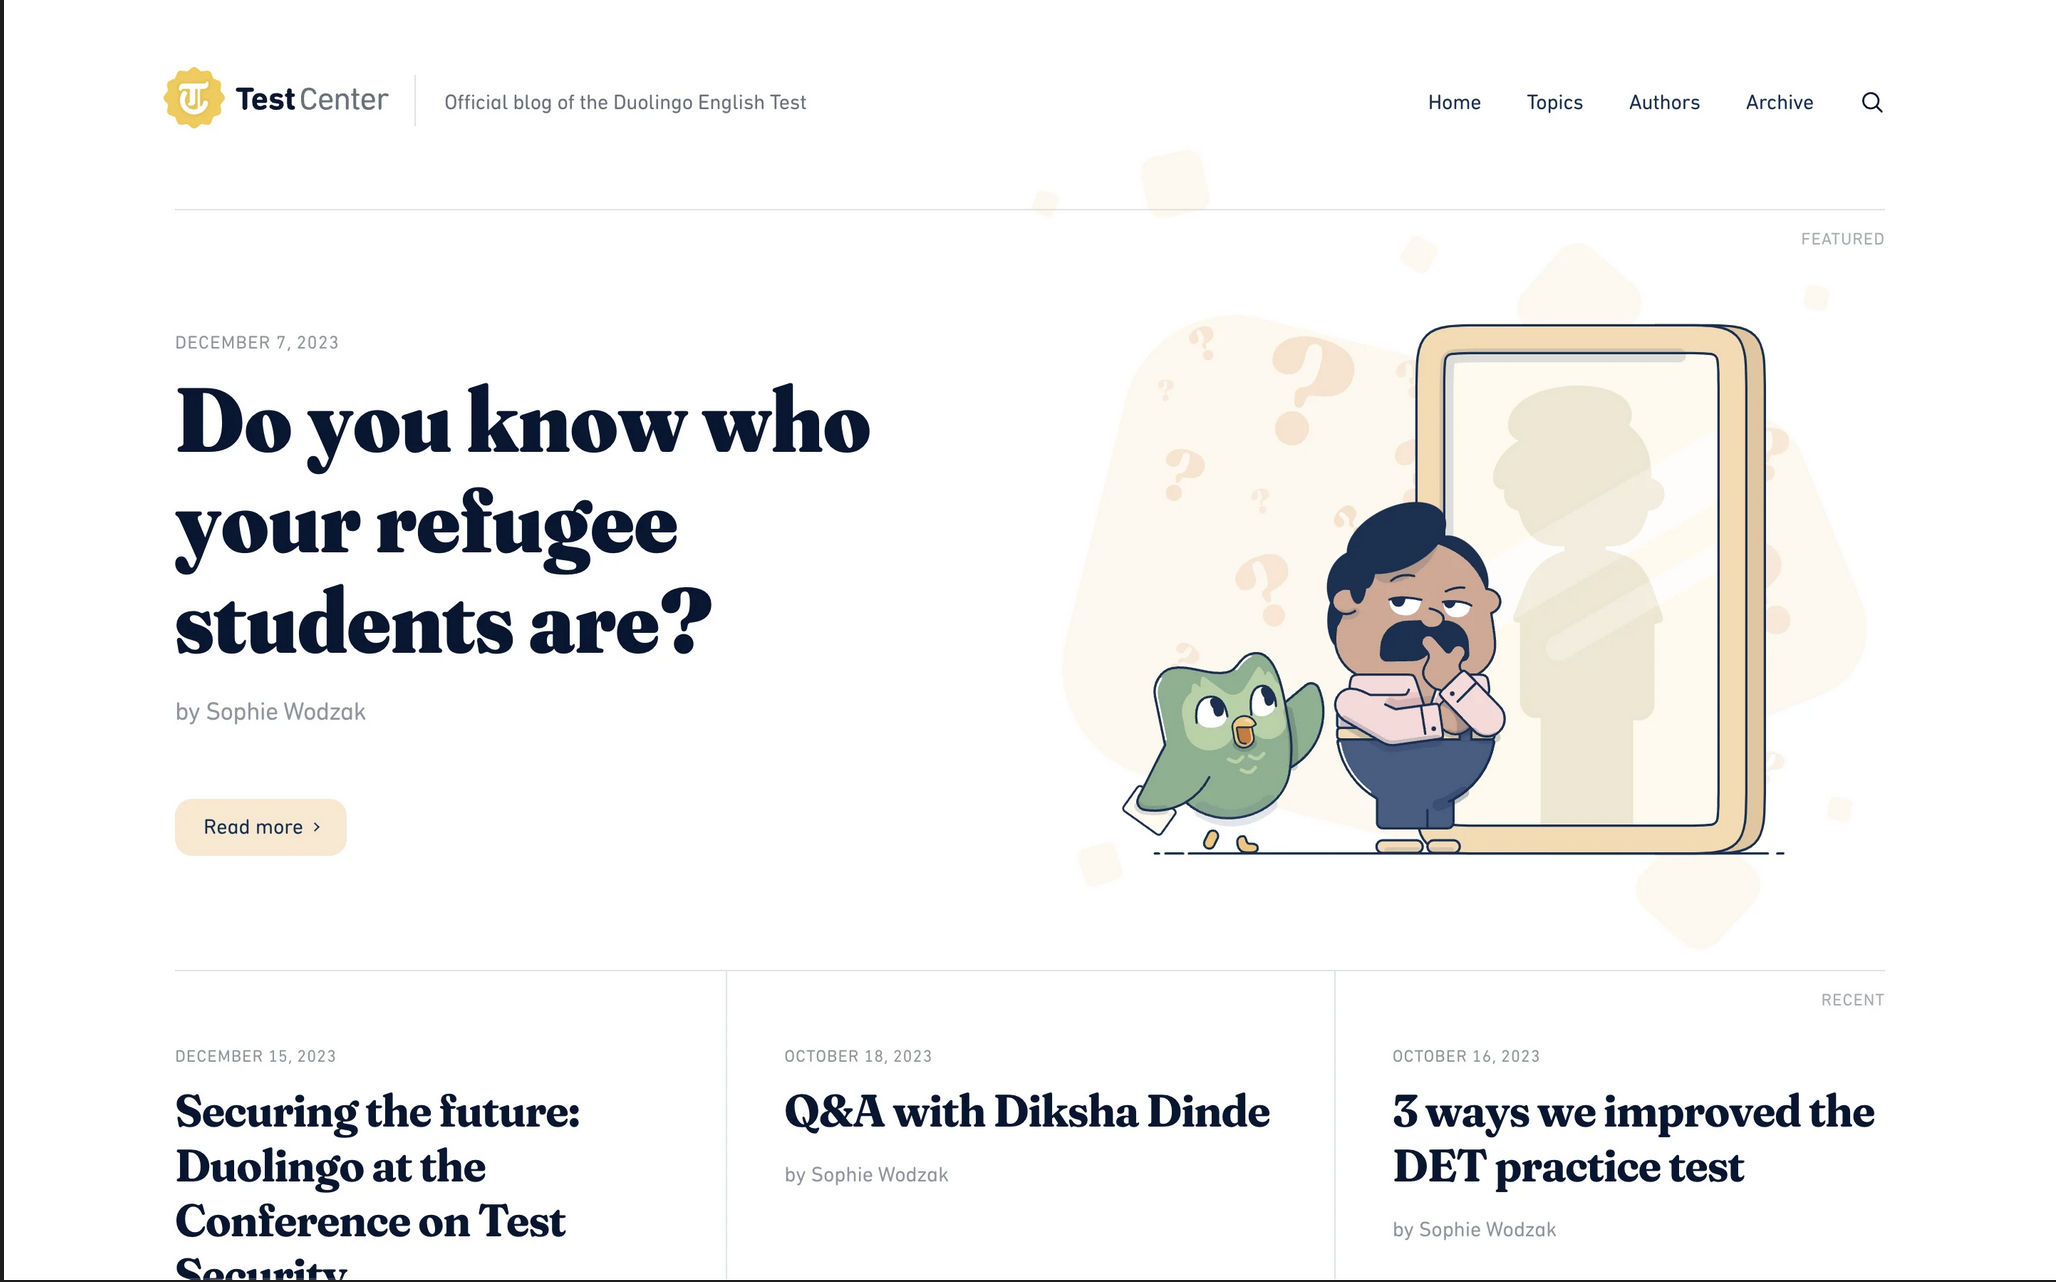 Test Center
Official blog of the Duolingo English Test
Home
Topics
Authors
Archive
FEATURED
DECEMBER 7, 2023
Do you know who
your refugee
students are?
by Sophie Wodzak
Read more
RECENT
DECEMBER 15, 2023
Securing the future:
Duolingo at the
Conference on Test
Security
OCTOBER 18, 2023
Q&A with Diksha Dinde
by Sophie Wodzak
OCTOBER 16, 2023
3 ways we improved the
DET practice test
by Sophie Wodzak